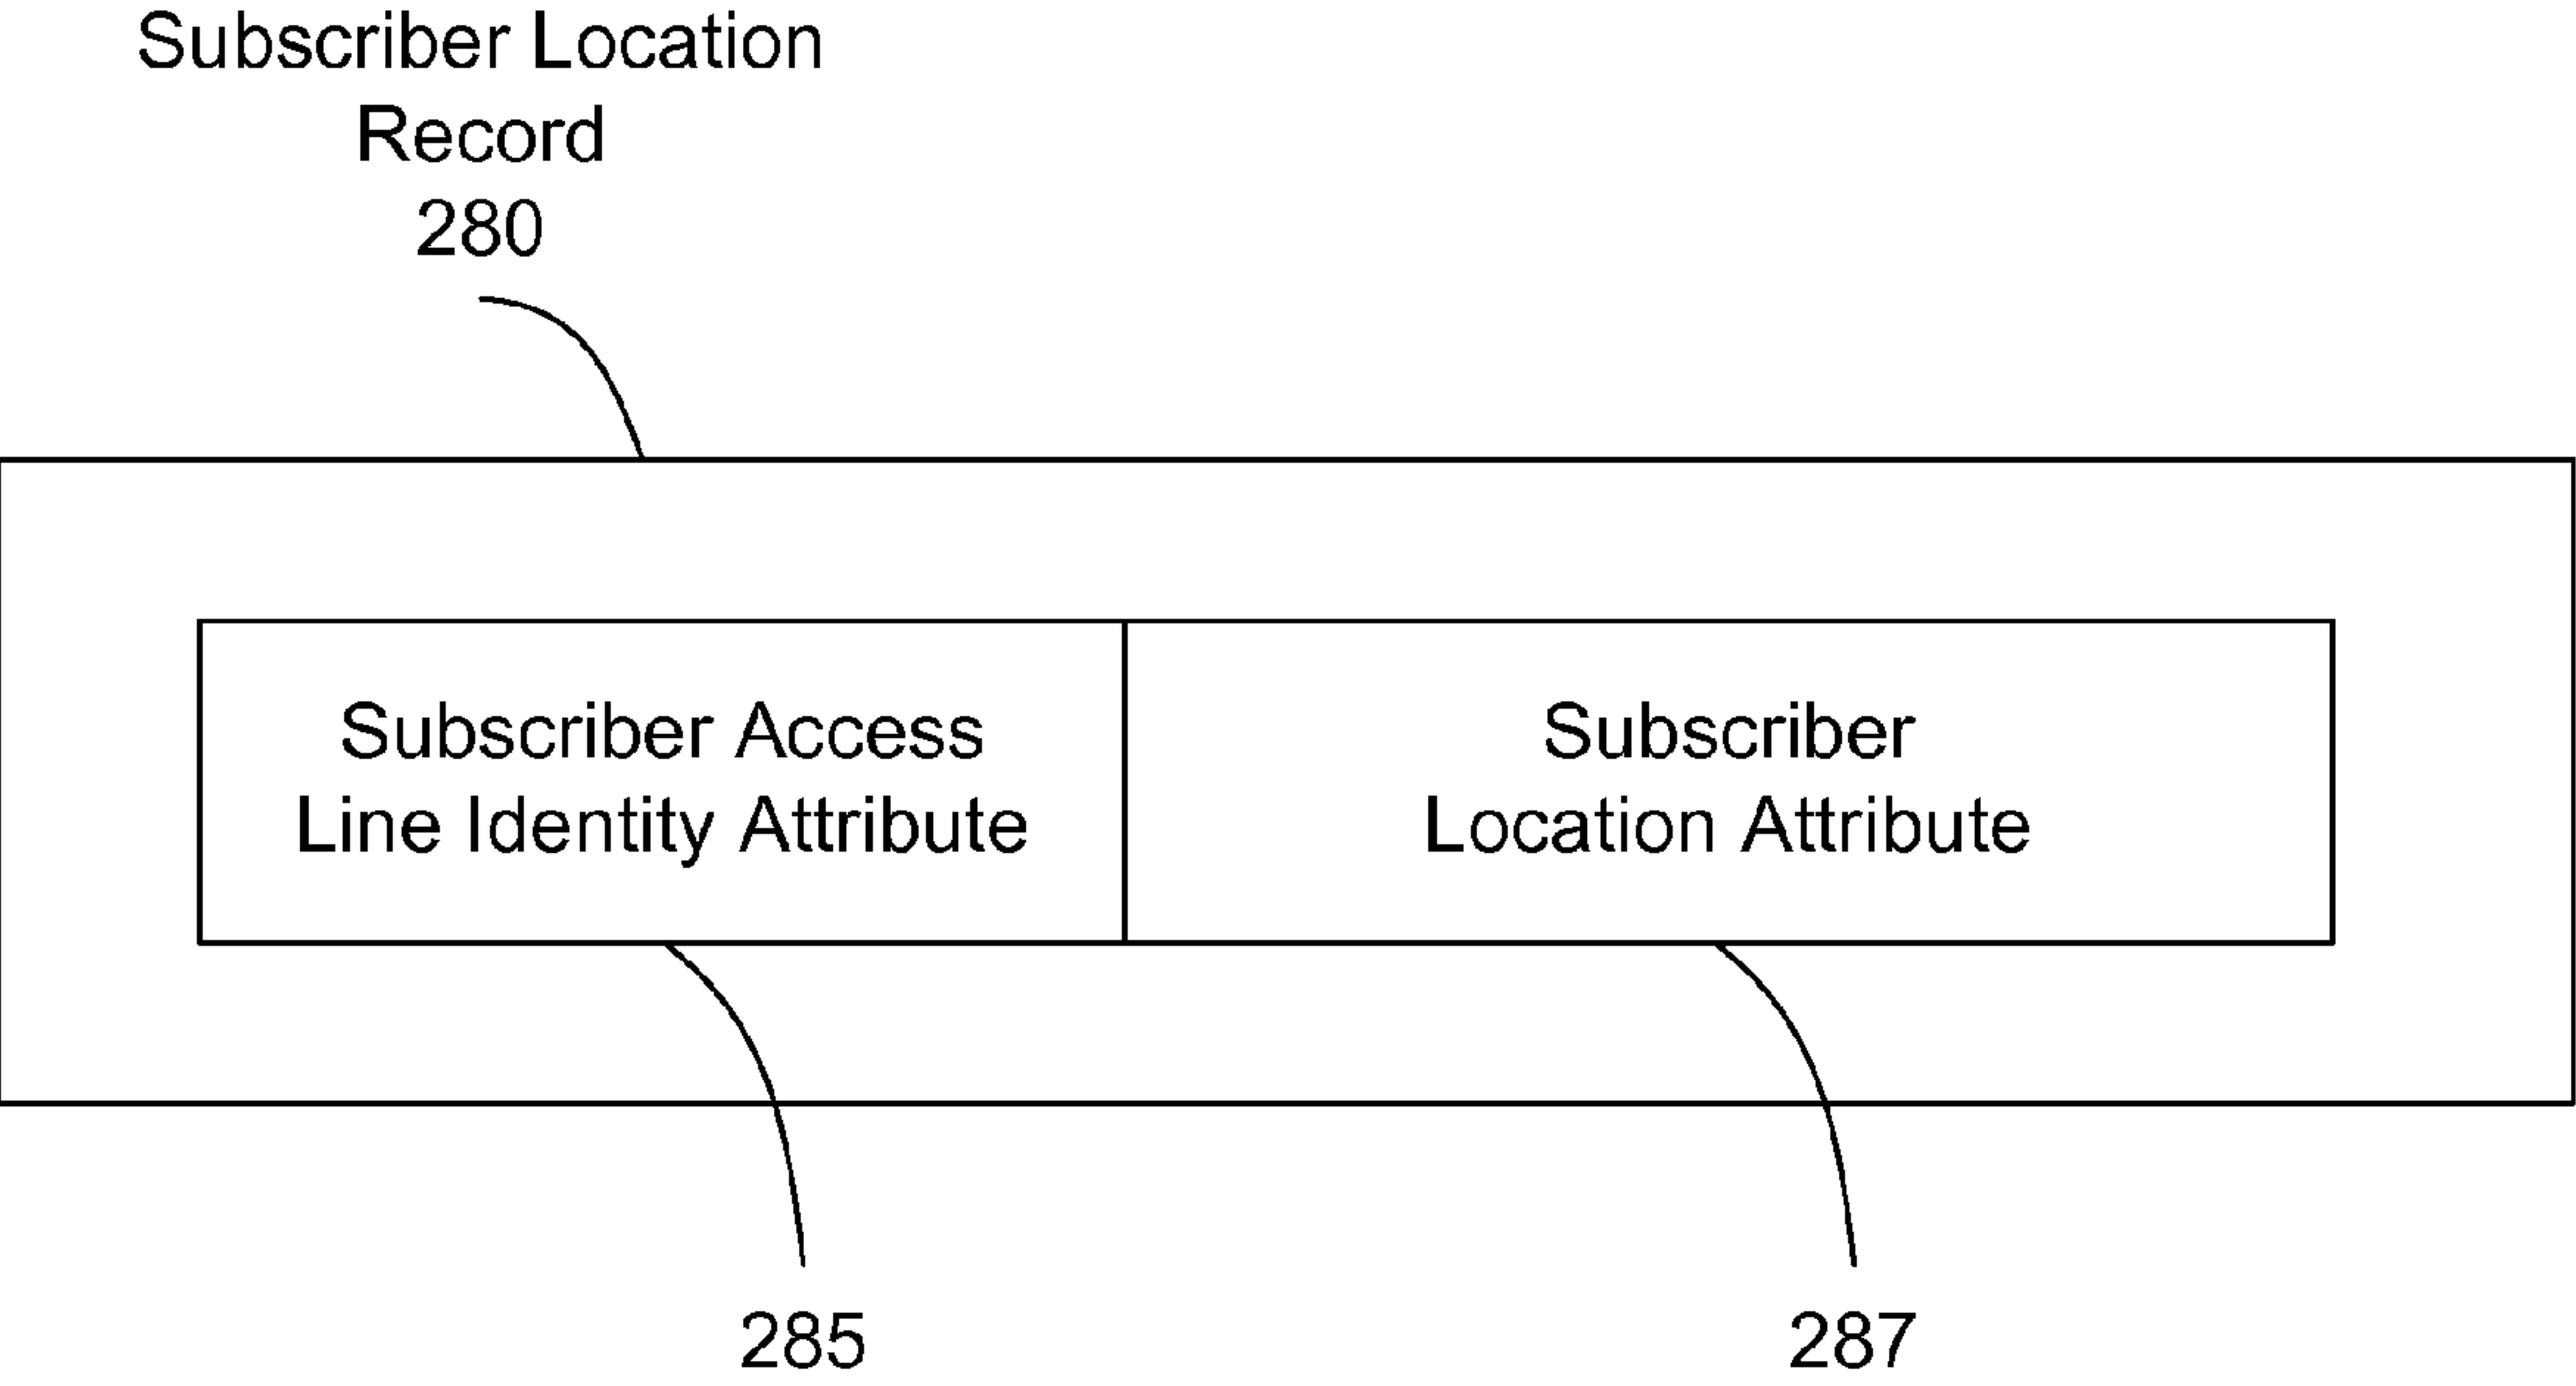 Subscriber Location
Record
280
Subscriber Access
Line Identity Attribute
Subscriber
Location Attribute
285
287